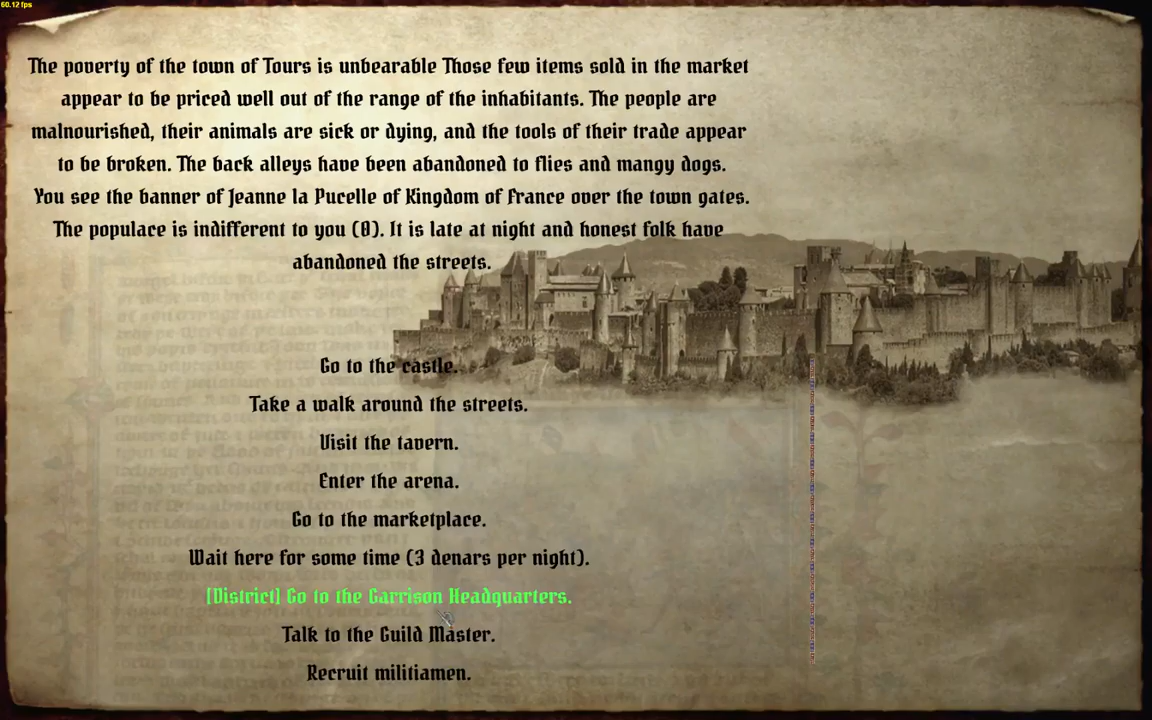 60.12 fps
The poverty of the town of Tours is unbearable Those few items sold in the market
appear to be priced well out of the range of the inhabitants. The people are
malnourished, their animals are sick or dying, and the tools of their trade appear
to be broken. The back alleys have been abandoned to flies and mangy dogs.
You see the banner of Jeanne la Pucelle of Kingdom of France over the town gates.
The populace is indifferent to you (0). It is late at night and honest folk have
abandoned the streets.
Go to the castle.
Take a walk around the streets.
Visit the tavern.
Enter the arena.
Go to the marketplace.
Wait here for some time (3 denars per night).
[District] Go to the Garrison Headquarters.
Talk to the Guild Master.
Recruit militiamen.